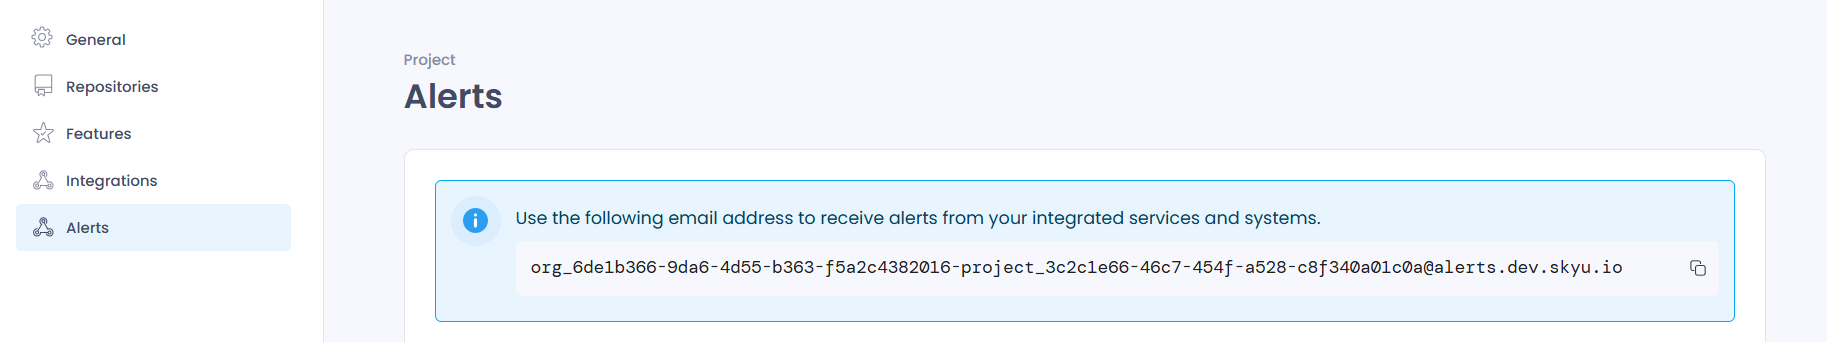 General
Repositories
Features
Integrations
Alerts
Project
Alerts
Use the following email address to receive alerts from your integrated services and systems.
org_6de1b366-9da6-4d55-b363-f5a2c4382016-project_3c2c1e66-46c7-454f-a528-c8f340a01c0a@alerts.dev.skyu.io